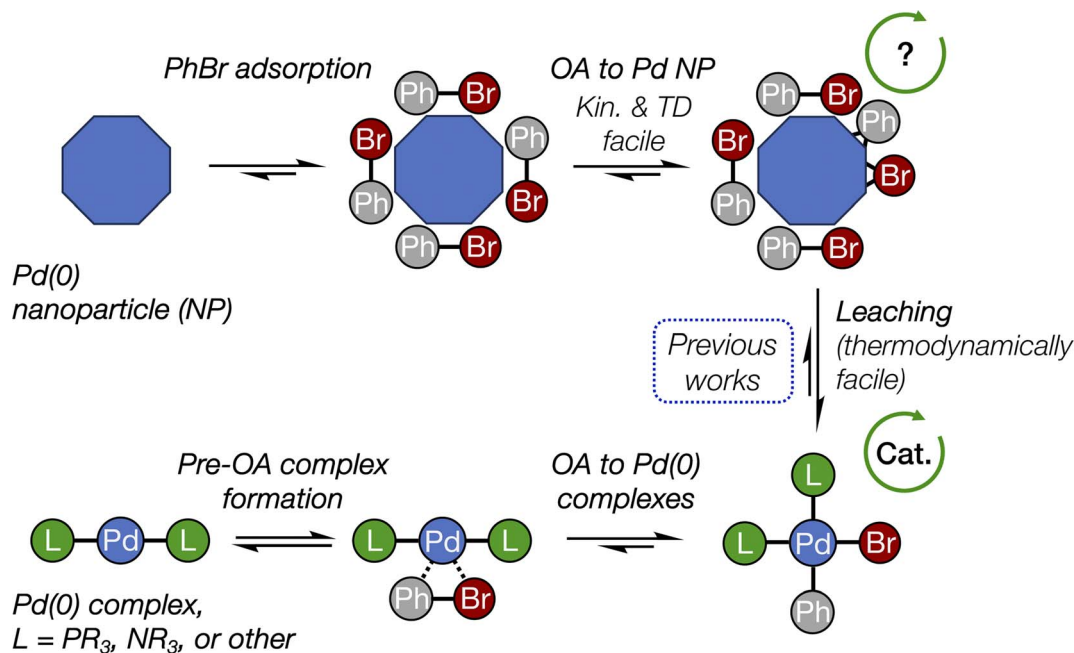 PhBr adsorption
OA to Pd NP
Kin. & TD
facile
?
Ph Br
Br Ph
Ph Br
Ph Br
Ph Br
Ph
Br
Br Ph
Ph Br
Pd(0)
nanoparticle (NP)
Previous
works
Leaching
(thermodynamically
facile)
Cat.
Pre-OA complex
formation
OA to Pd(0)
complexes
L Pd L
L Pd L
Ph Br
L
L Pd Br
Ph
Pd(0) complex,
L = PR₃, NR₃, or other